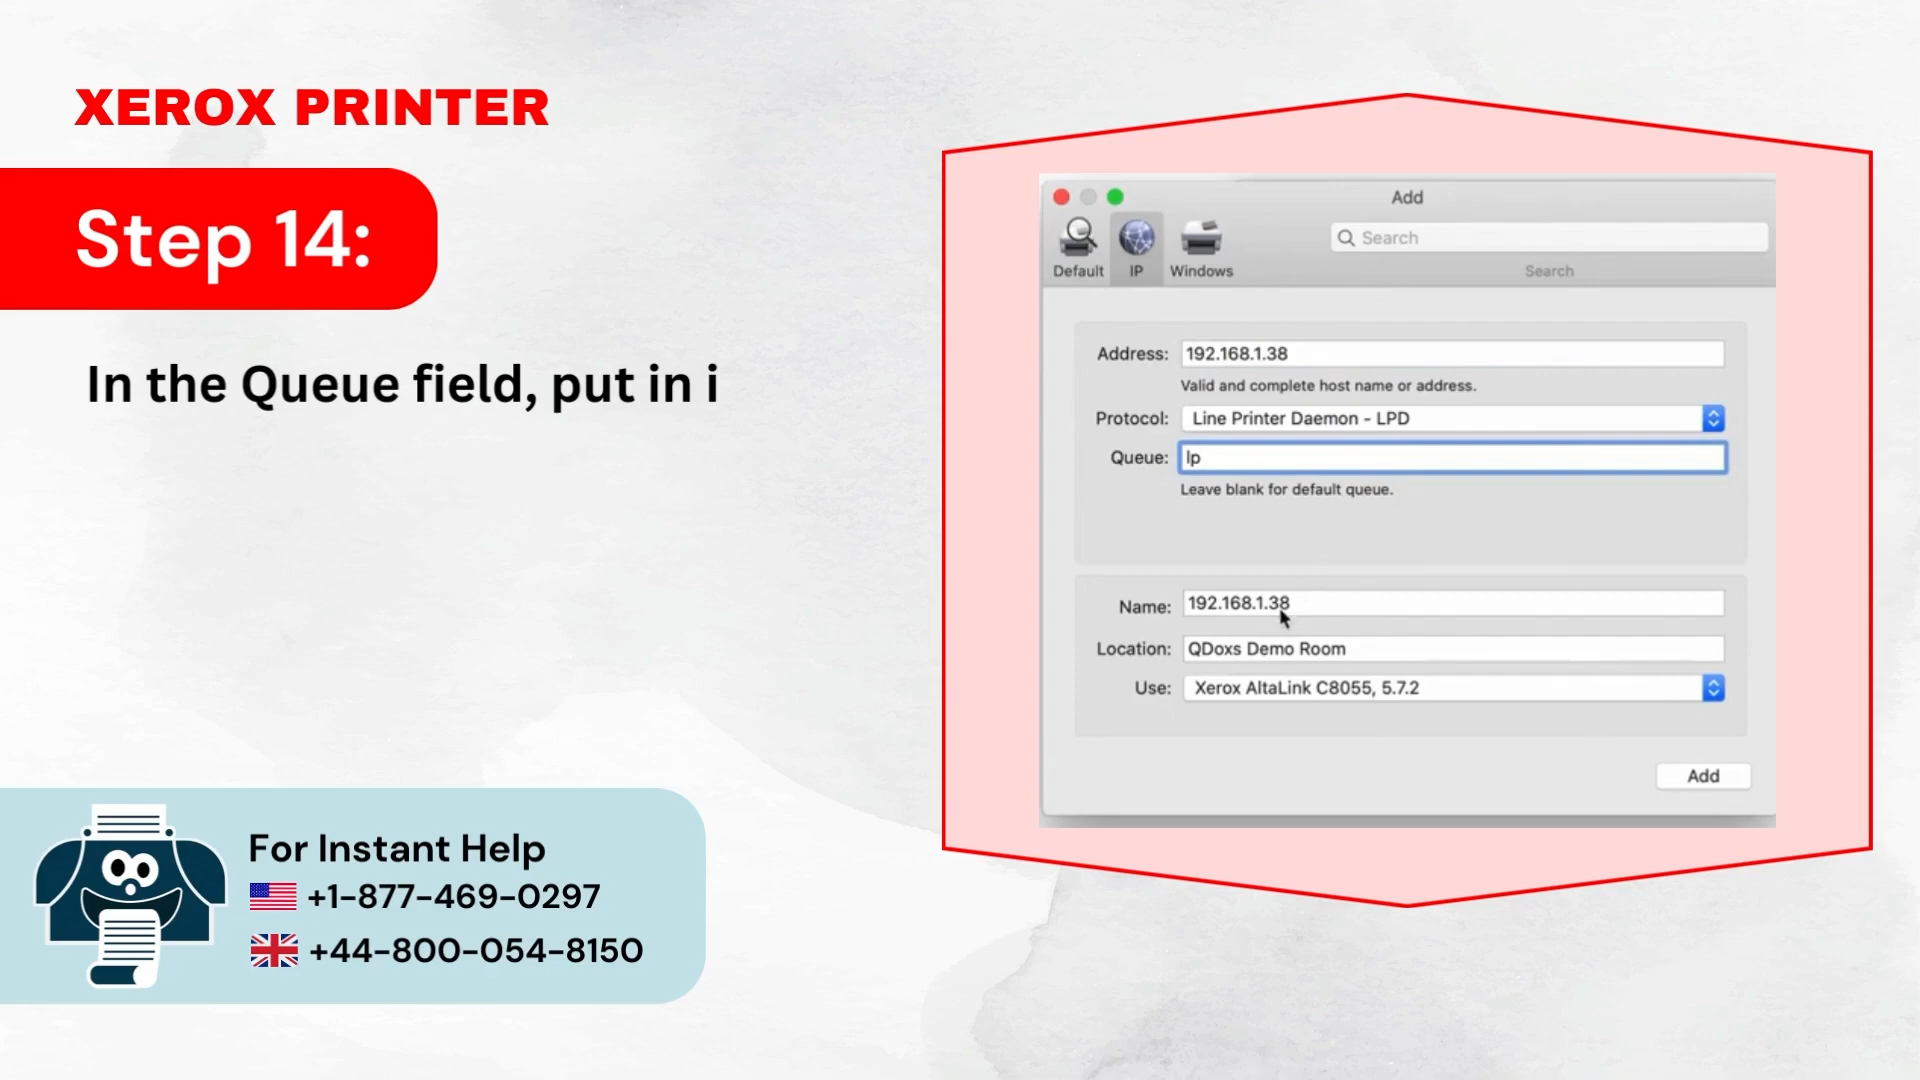 XEROX PRINTER
Step 14:
In the Queue field, put in i
For Instant Help
+1-877-469-0297
+44-800-054-8150
Add
Default
IP
Windows
Search
Search
Address: 192.168.1.38
Valid and complete host name or address.
Protocol: Line Printer Daemon - LPD
Queue: lp
Leave blank for default queue.
Name: 192.168.1.38
Location: QDoxs Demo Room
Use: Xerox AltaLink C8055, 5.7.2
Add